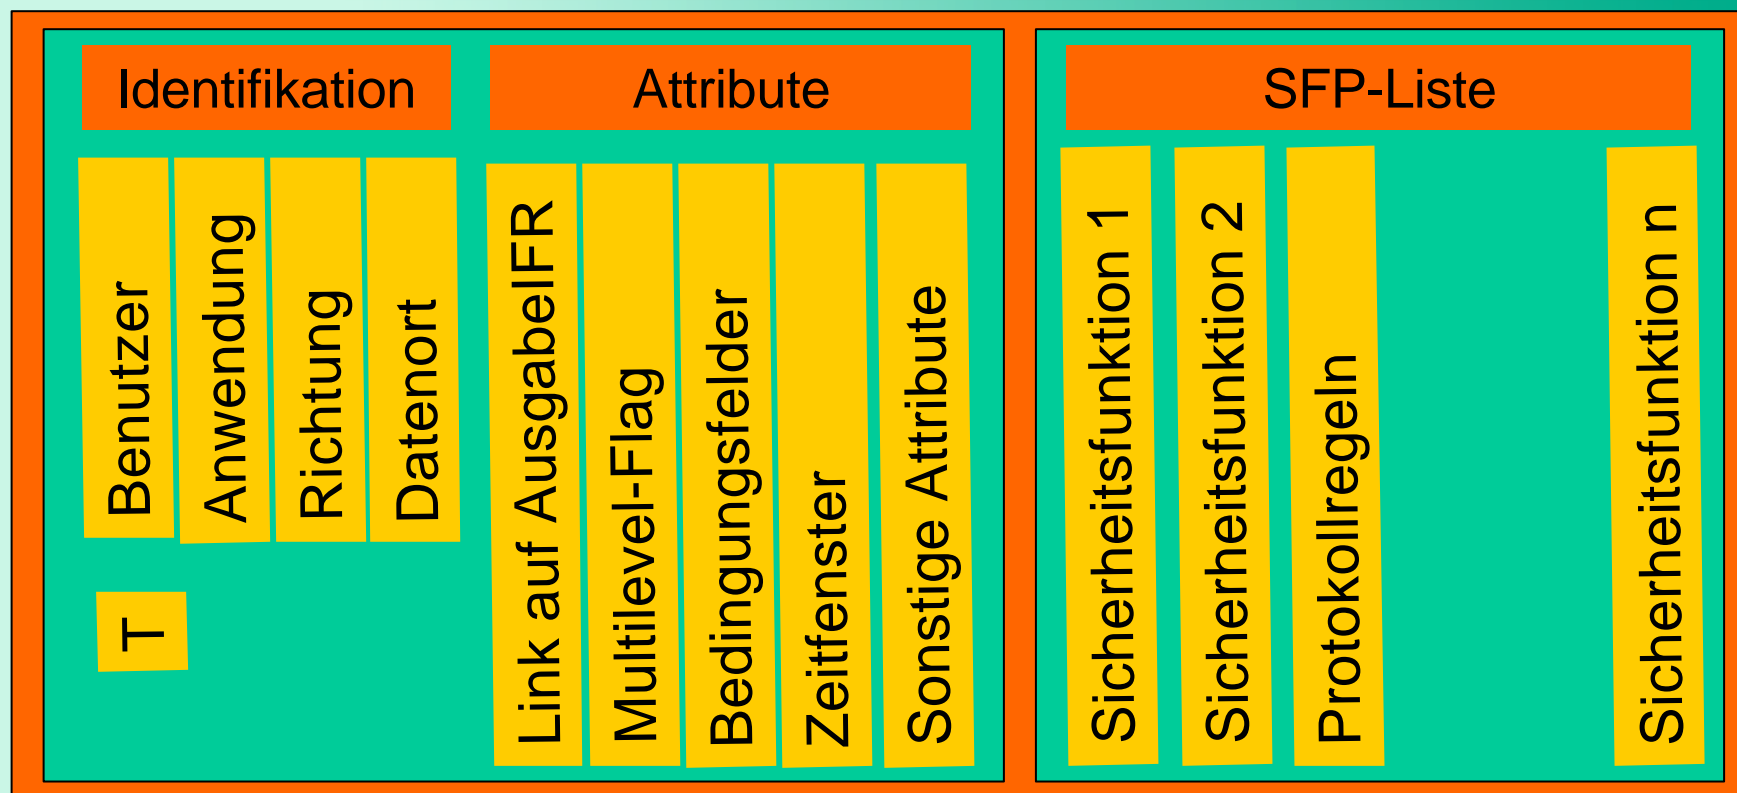 Identifikation
Attribute
SFP-Liste
Benutzer
Anwendung
Richtung
Datenort
T
Link auf AusgabeIFR
Multilevel-Flag
Bedingungsfelder
Zeitfenster
Sonstige Attribute
Sicherheitsfunktion 1
Sicherheitsfunktion 2
Protokollregeln
Sicherheitsfunktion n